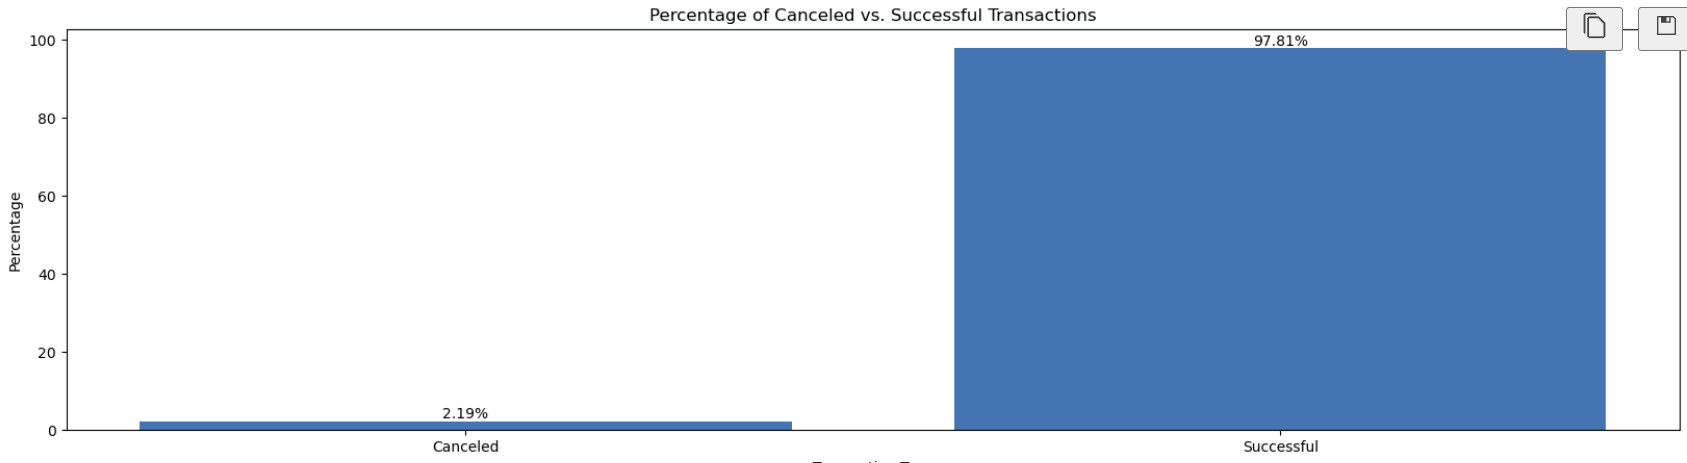 Percentage of Canceled vs. Successful Transactions
100
97.81%
80
60
Percentage
40
20
2.19%
0
Canceled
Successful